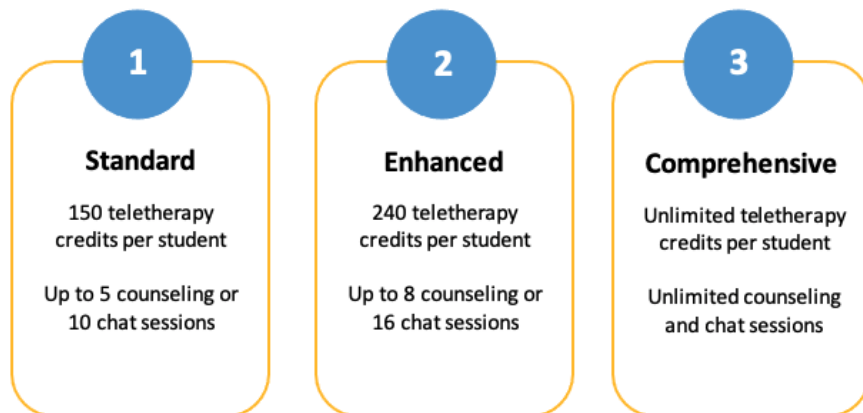 1
Standard
150 teletherapy
credits per student
Up to 5 counseling or
10 chat sessions
2
Enhanced
240 teletherapy
credits per student
Up to 8 counseling or
16 chat sessions
3
Comprehensive
Unlimited teletherapy
credits per student
Unlimited counseling
and chat sessions